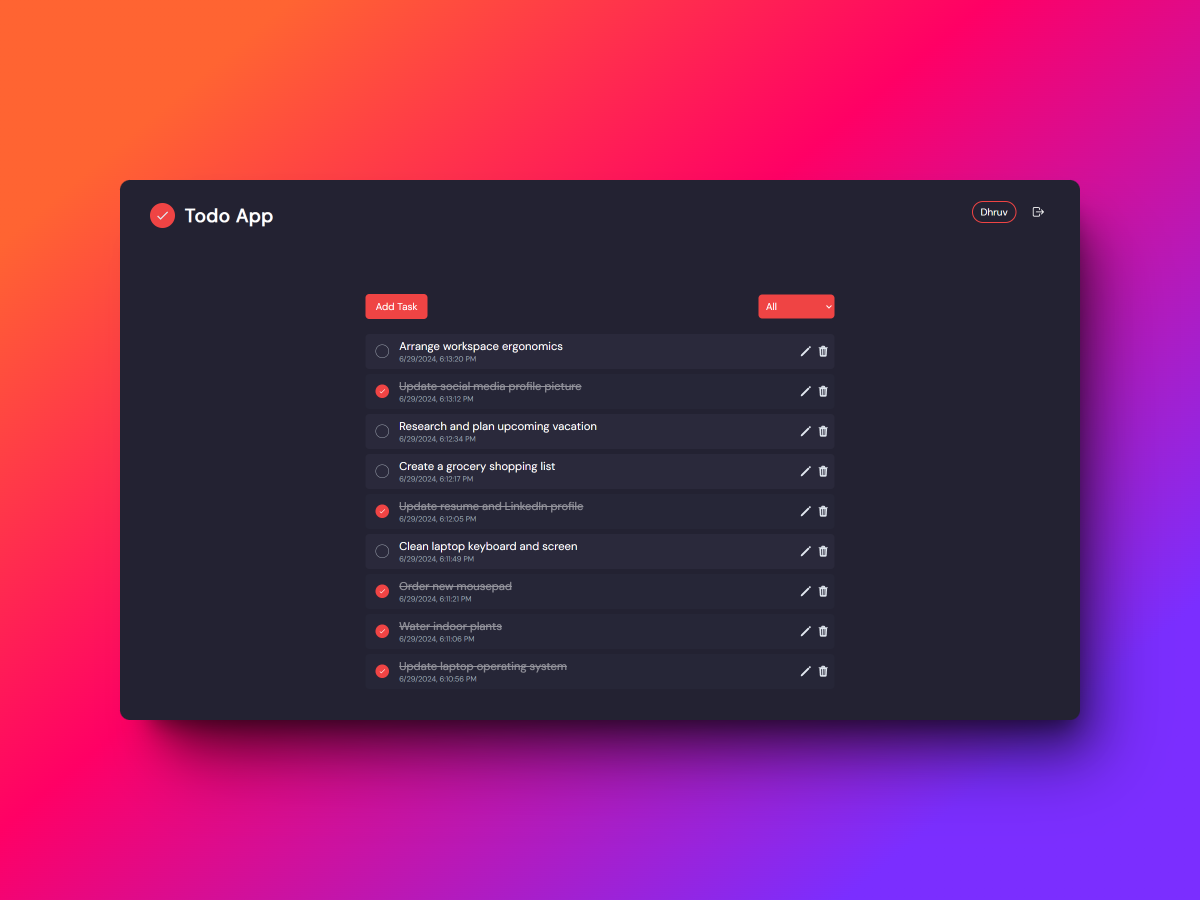 Todo App
Dhruv
Add Task
All
Arrange workspace ergonomics
6/29/2024, 6:13:20 PM
Update social media profile picture
6/29/2024, 6:13:12 PM
Research and plan upcoming vacation
6/29/2024, 6:12:34 PM
Create a grocery shopping list
6/29/2024, 6:12:17 PM
Update resume and LinkedIn profile
6/29/2024, 6:12:05 PM
Clean laptop keyboard and screen
6/29/2024, 6:11:49 PM
Order new mousepad
6/29/2024, 6:11:21 PM
Water indoor plants
6/29/2024, 6:11:06 PM
Update laptop operating system
6/29/2024, 6:10:56 PM